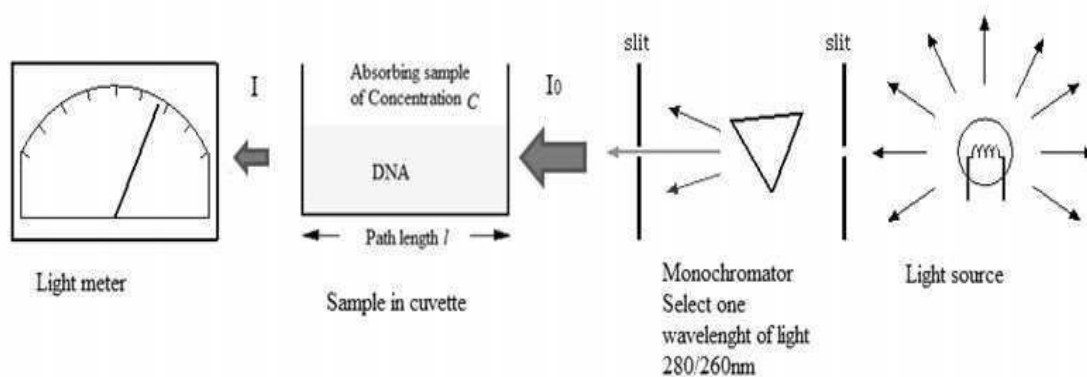 slit
slit
I
Absorbing sample
of Concentration C
I0
DNA
Path length l
Light meter
Sample in cuvette
Monochromator
Select one
wavelenght of light
280/260nm
Light source